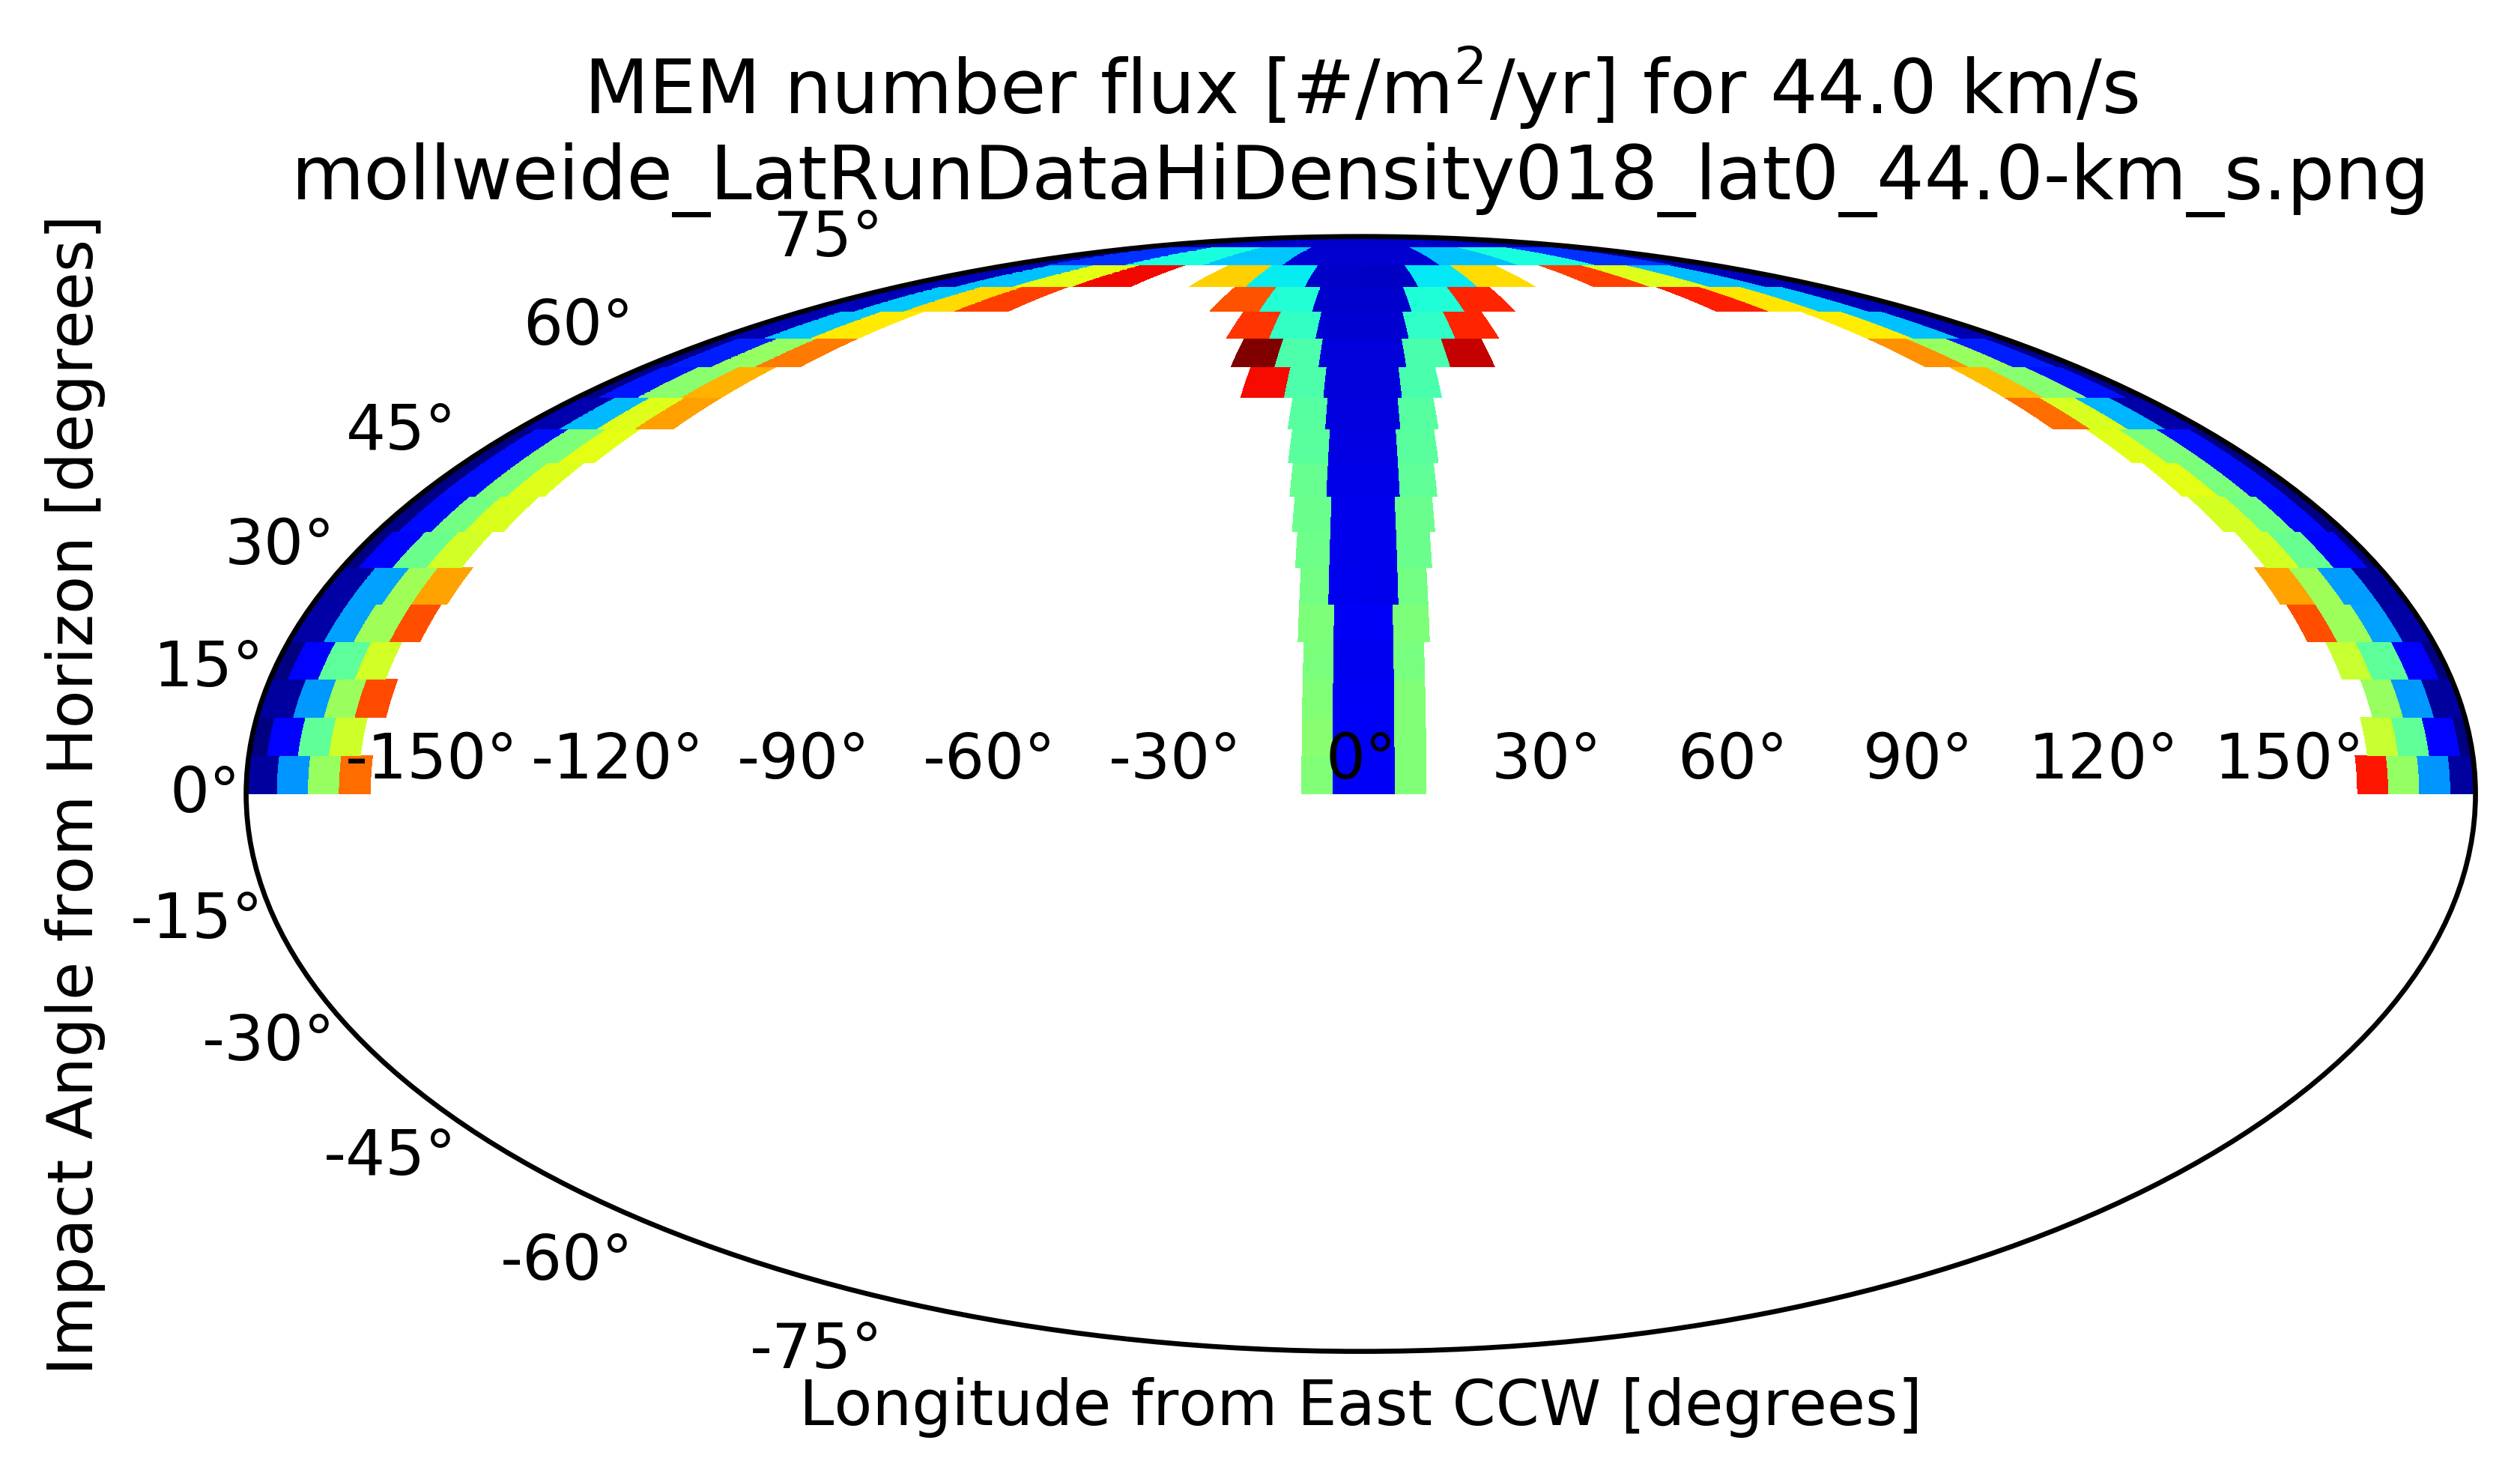 MEM number flux [#/m²/yr] for 44.0 km/s
mollweide_LatRunDataHiDensity018_lat0_44.0-km_s.png
Impact Angle from Horizon [degrees]
75°
60°
45°
30°
15°
0°
-15°
-30°
-45°
-60°
-75°
-150° -120° -90° -60° -30° 0° 30° 60° 90° 120° 150°
Longitude from East CCW [degrees]